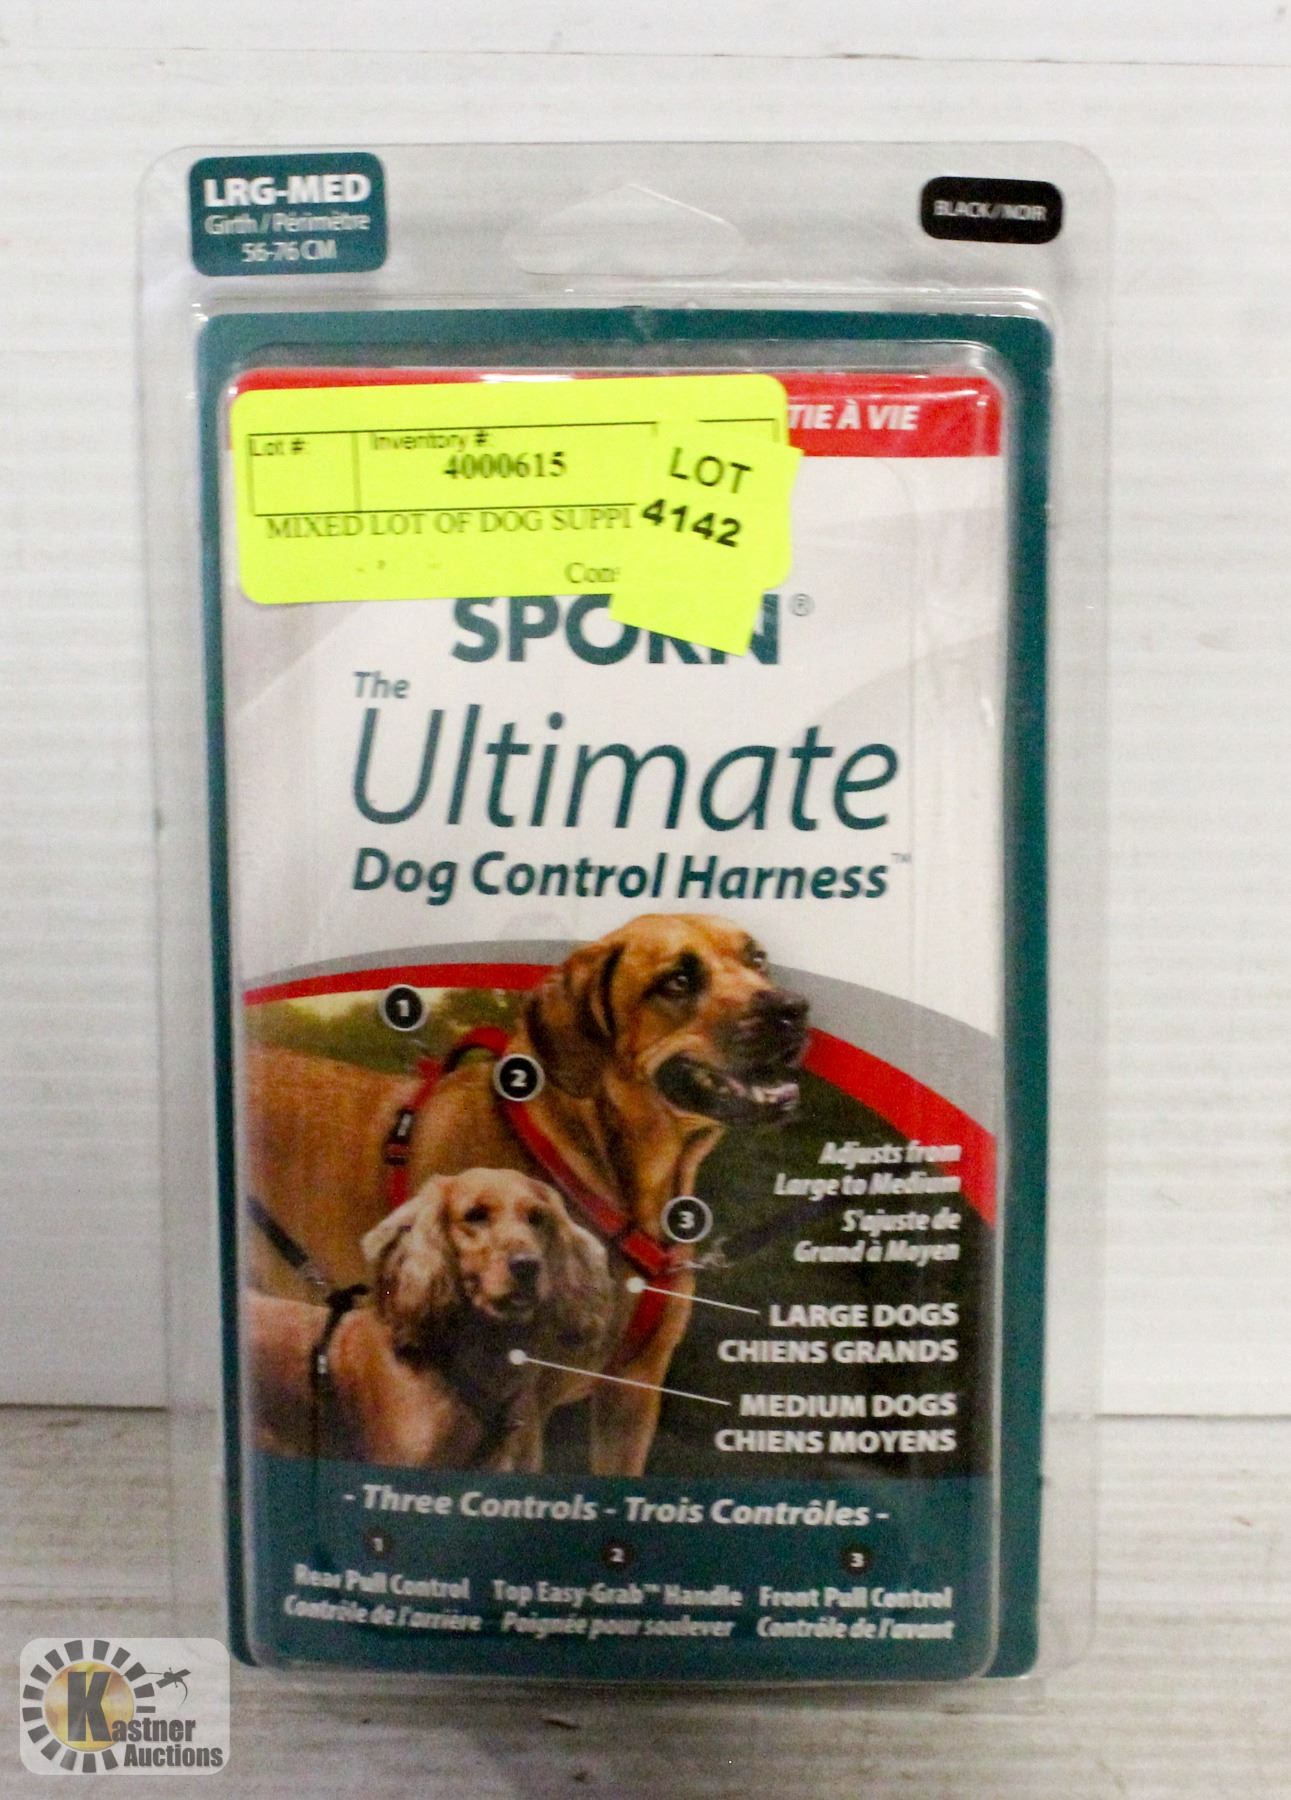 LRG-MED
Girth / Périmètre
56-76 CM
BLACK/NOIR
TIE À VIE
Lot #:
Inventory #:
4000615
MIXED LOT OF DOG SUPPL
LOT
4142
SPORN®
The
Ultimate
Dog Control Harness™
1
2
3
Adjusts from
Large to Medium
S'ajuste de
Grand à Moyen
LARGE DOGS
CHIENS GRANDS
MEDIUM DOGS
CHIENS MOYENS
- Three Controls - Trois Contrôles -
1 2 3
Rear Pull Control Top Easy-Grab™ Handle Front Pull Control
Contrôle de l'arrière Poignée pour soulever Contrôle de l'avant
Kastner
Auctions